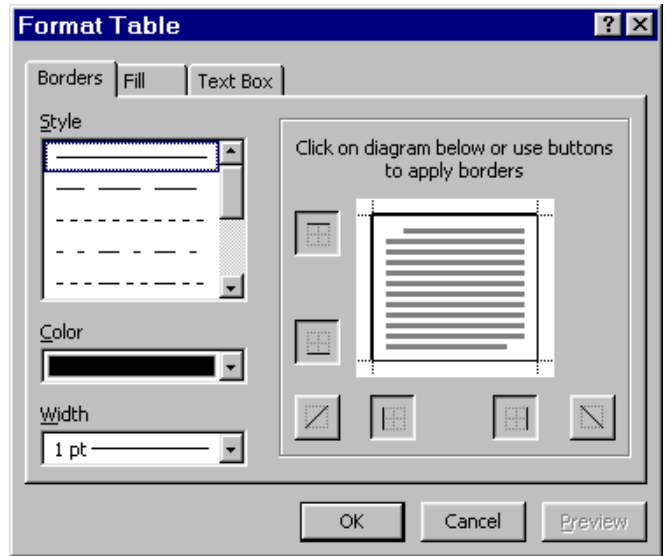 Format Table
Borders Fill Text Box
Style
Click on diagram below or use buttons
to apply borders
Color
Width
1 pt
OK Cancel Preview